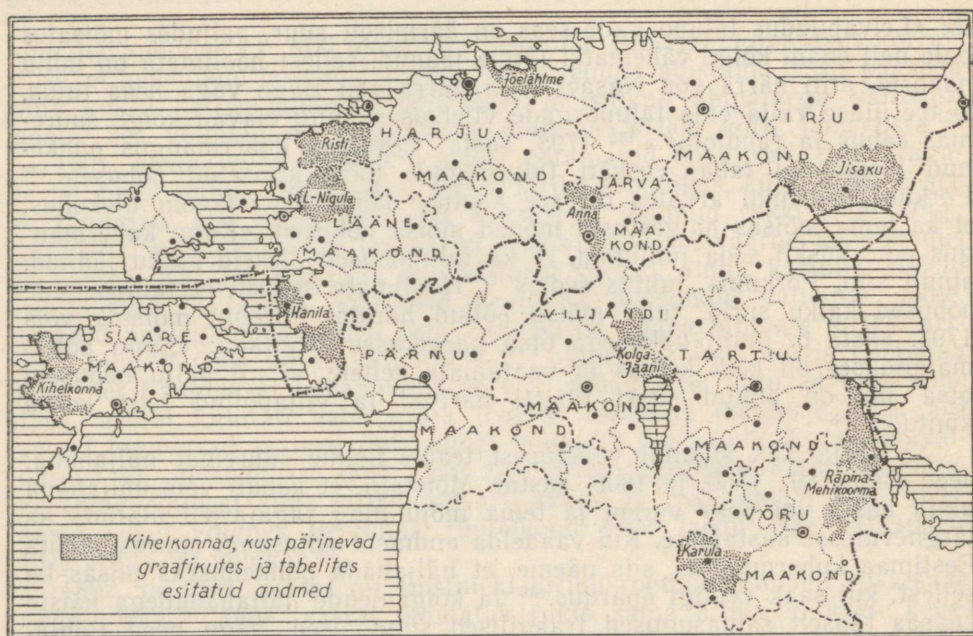 Jõelähtme
HARJU
MAAKOND
Risti
L-Nigula
LÄÄNE
MAAKOND
VIRU
MAAKOND
Jisaku
JÄRVA
MAA-
KOND
Anna
Hanila
SAARE
MAAKOND
Kihelkonna
PÄRNU
MAAKOND
VILJANDI
MAAKOND
Kolga-
Jaani
TARTU
MAAKOND
Räpina-
Mehikoorma
VÕRU
MAAKOND
Karula
Kihelkonnad, kust pärinevad
graafikutes ja tabelites
esitatud andmed